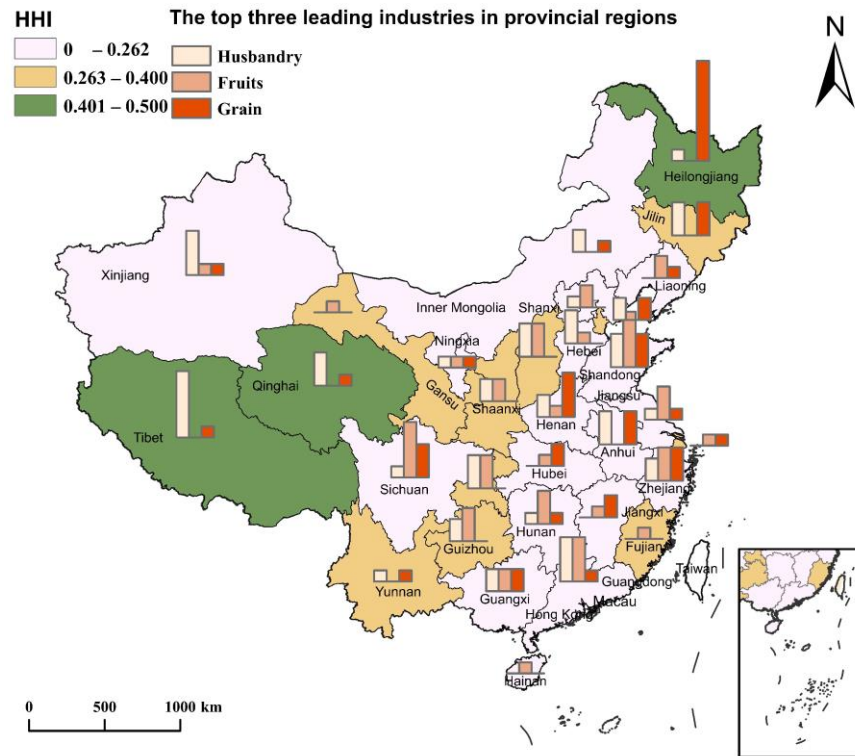 HHI
The top three leading industries in provincial regions
N
0 – 0.262
0.263 – 0.400
0.401 – 0.500
Husbandry
Fruits
Grain
Heilongjiang
Jilin
Xinjiang
Liaoning
Inner Mongolia
Shanxi
Ningxia
Hebei
Shandong
Qinghai
Gansu
Shaanxi
Jiangsu
Henan
Tibet
Anhui
Sichuan
Hubei
Zhejiang
Hunan
Jiangxi
Guizhou
Fujian
Taiwan
Yunnan
Guangxi
Guangdong
Hong Kong
Macau
Hainan
0 500 1000 km